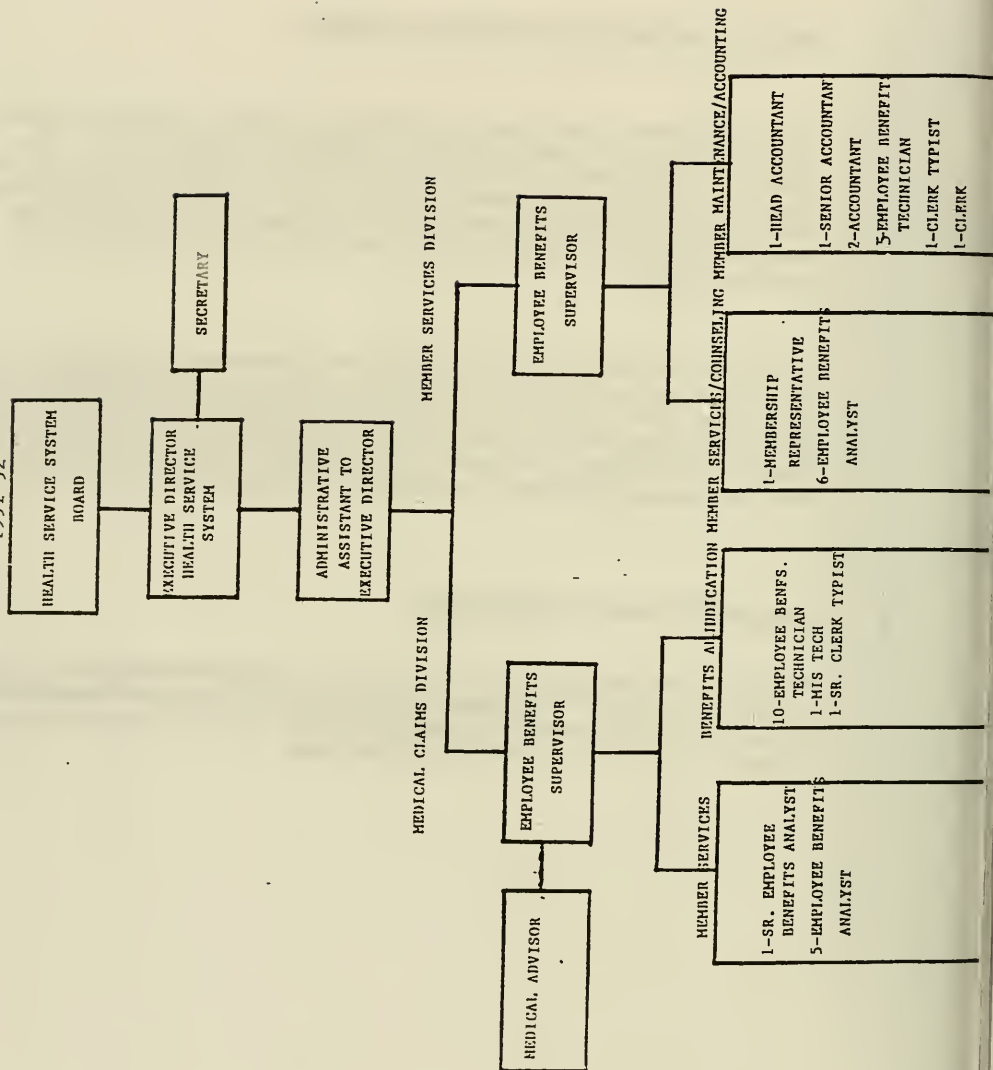 HEALTH SERVICE SYSTEM
BOARD
EXECUTIVE DIRECTOR
HEALTH SERVICE
SYSTEM
SECRETARY
ADMINISTRATIVE
ASSISTANT TO
EXECUTIVE DIRECTOR
MEDICAL CLAIMS DIVISION
MEMBER SERVICES DIVISION
MEDICAL ADVISOR
EMPLOYEE BENEFITS
SUPERVISOR
EMPLOYEE BENEFITS
SUPERVISOR
MEMBER SERVICES
1-SR. EMPLOYEE
BENEFITS ANALYST
5-EMPLOYEE BENEFITS
ANALYST
BENEFITS ADJUDICATION
10-EMPLOYEE BENFS.
TECHNICIAN
1-MIS TECH
1-SR. CLERK TYPIST
MEMBER SERVICES/COUNSELING
1-MEMBERSHIP
REPRESENTATIVE
6-EMPLOYEE BENEFITS
ANALYST
MEMBER MAINTENANCE/ACCOUNTING
1-HEAD ACCOUNTANT
1-SENIOR ACCOUNTANT
2-ACCOUNTANT
5-EMPLOYEE BENEFITS
TECHNICIAN
1-CLERK TYPIST
1-CLERK